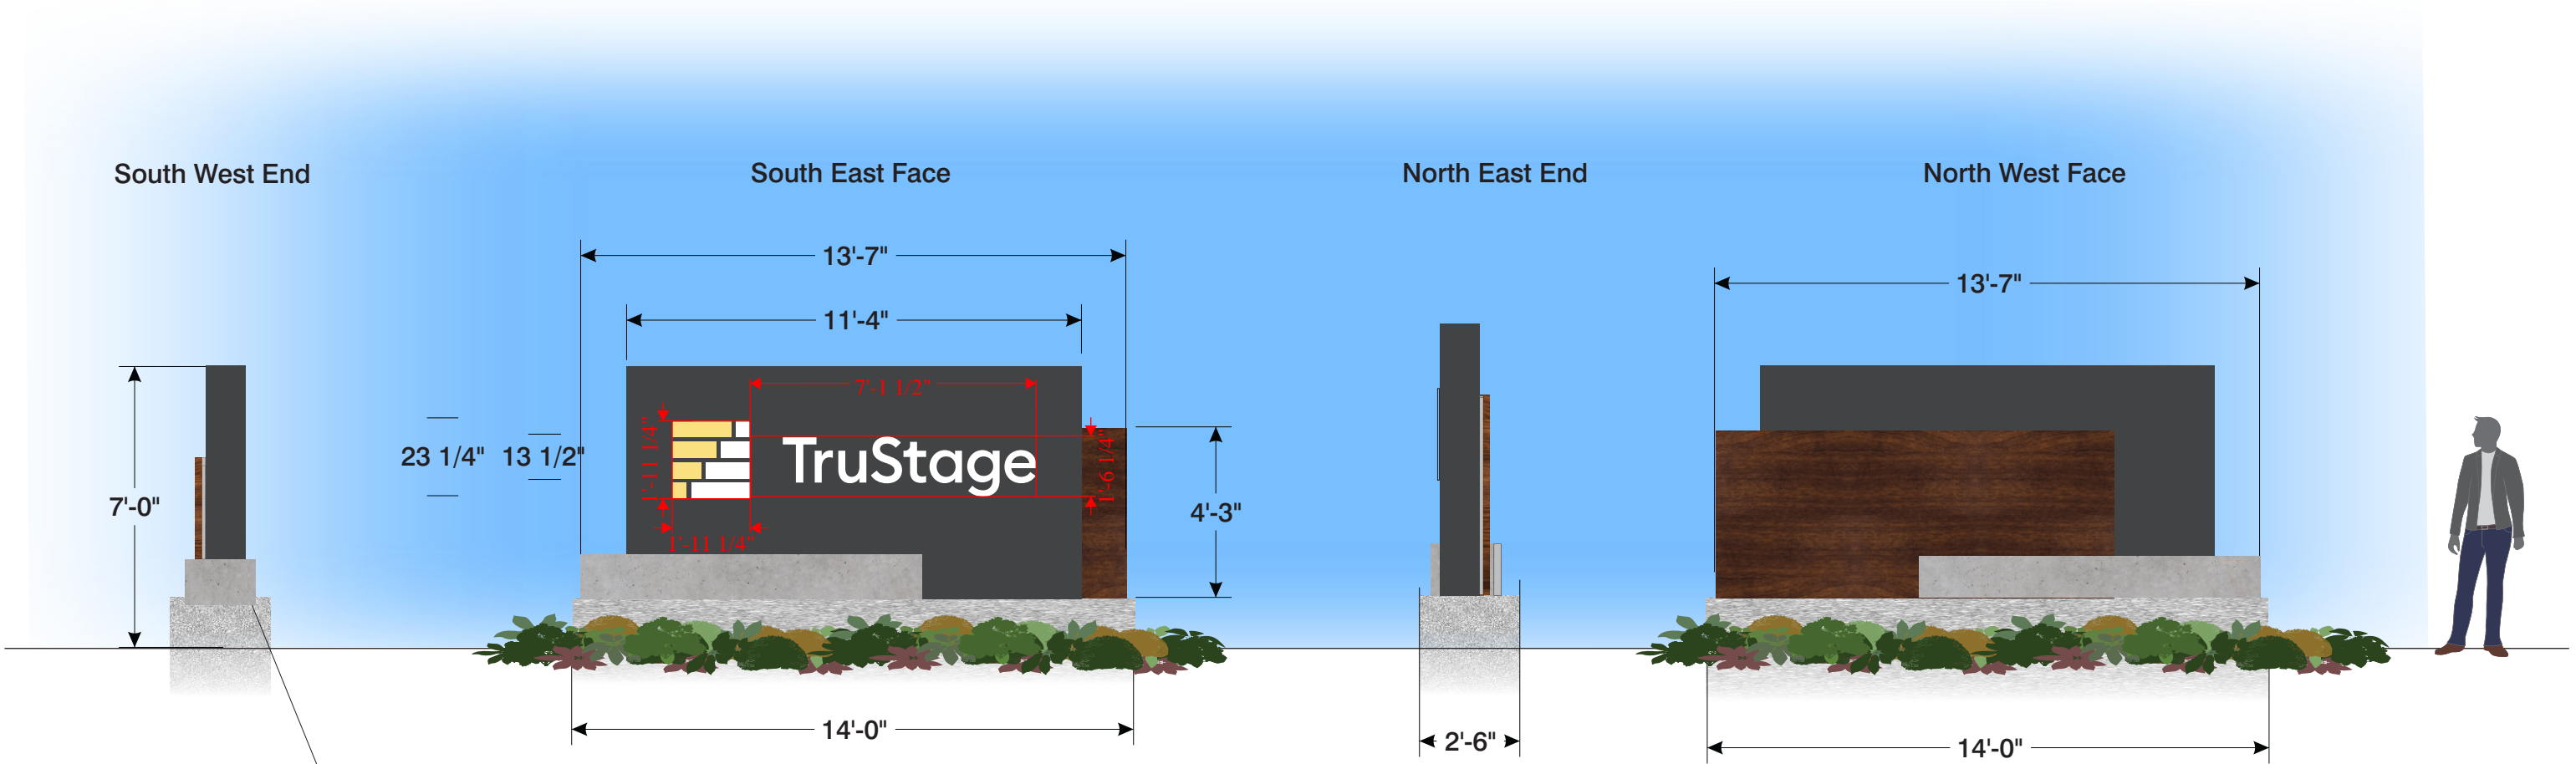 South West End
South East Face
North East End
North West Face
13'-7"
13'-7"
11'-4"
7'-1 1/2"
1'-11 1/4"
23 1/4"
13 1/2"
TruStage
1'-6 1/4"
7'-0"
4'-3"
1'-11 1/4"
14'-0"
2'-6"
14'-0"